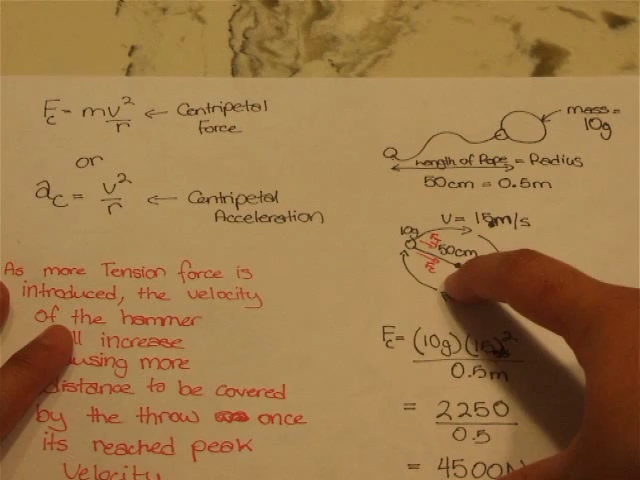 Fc = mv²/r ← Centripetal
Force
or
ac = v²/r ← Centripetal
Acceleration
As more Tension force is
introduced, the velocity
of the hammer
ll increase
using more
distance to be covered
by the throw once
its reached peak
Velocity
mass =
10g
Length of Rope = Radius
50cm = 0.5m
V = 15m/s
10g
50cm
Fc = (10g)(15)²
0.5m
= 2250
0.5
= 4500N